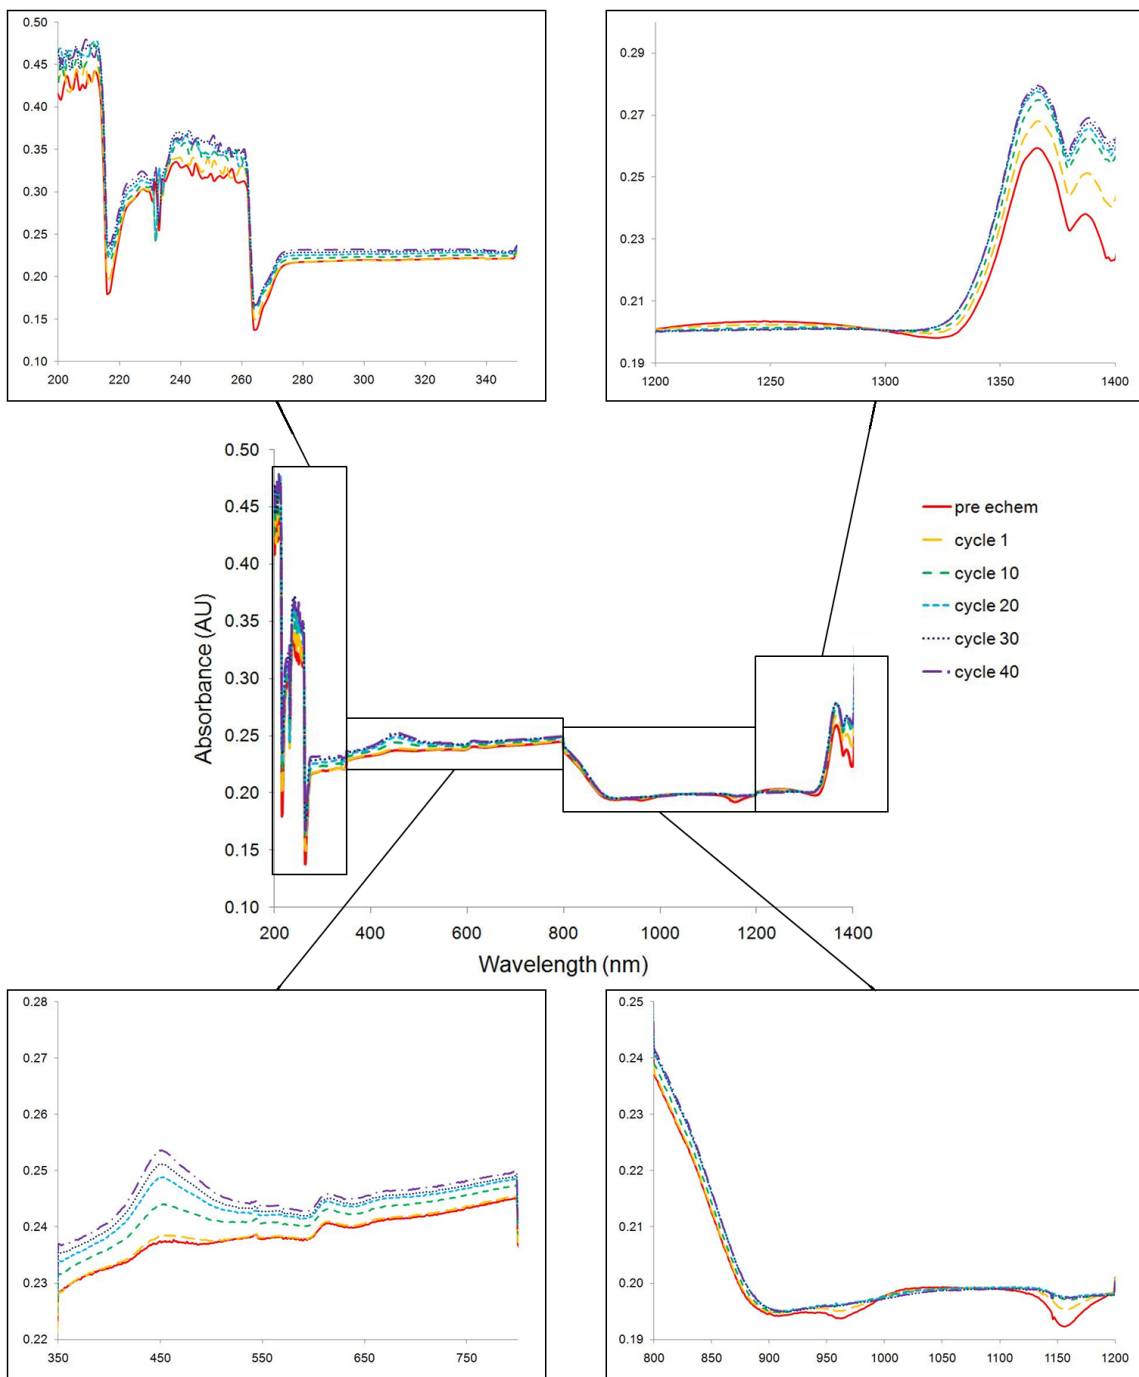 0.50
0.45
0.40
0.35
0.30
0.25
0.20
0.15
0.10
200 220 240 260 280 300 320 340
0.29
0.27
0.25
0.23
0.21
0.19
1200 1250 1300 1350 1400
Absorbance (AU)
0.50
0.45
0.40
0.35
0.30
0.25
0.20
0.15
0.10
200 400 600 800 1000 1200 1400
Wavelength (nm)
pre echem
cycle 1
cycle 10
cycle 20
cycle 30
cycle 40
0.28
0.27
0.26
0.25
0.24
0.23
0.22
350 450 550 650 750
0.25
0.24
0.23
0.22
0.21
0.20
0.19
800 850 900 950 1000 1050 1100 1150 1200